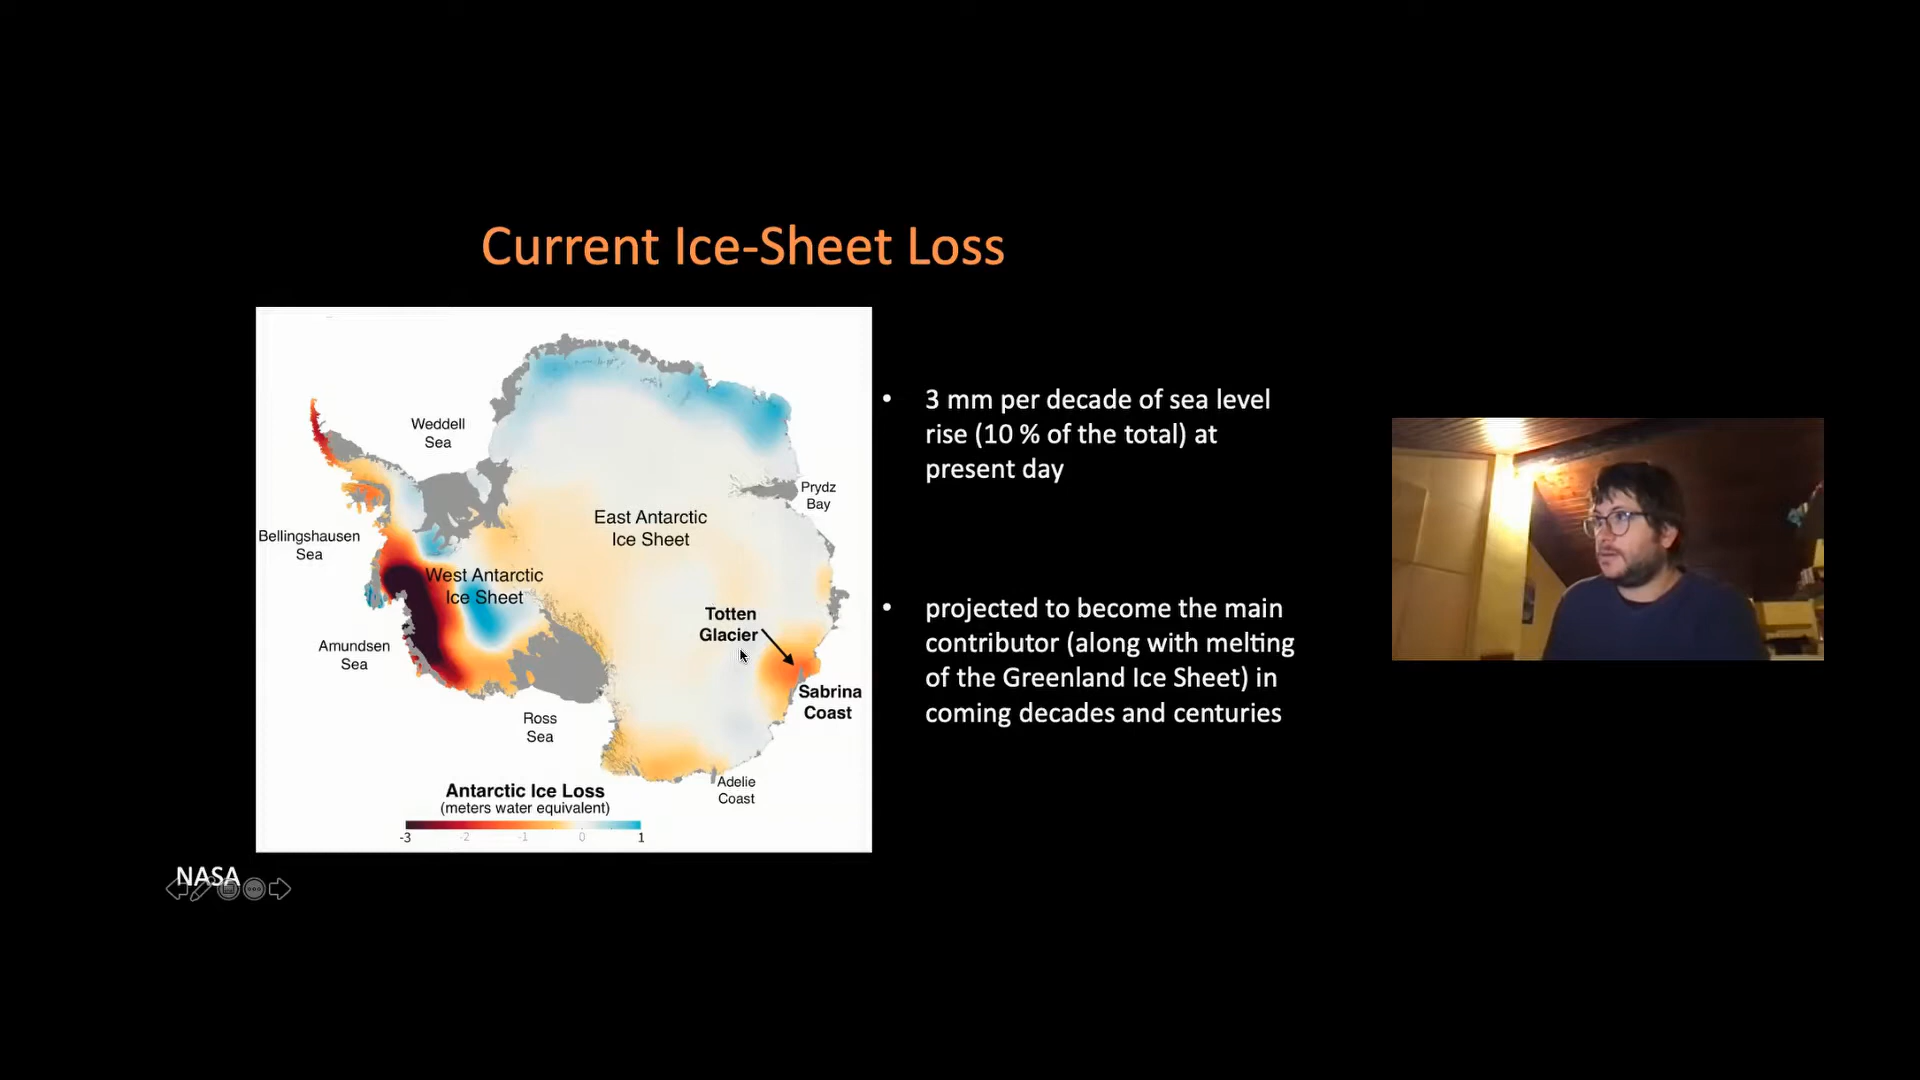 Current Ice-Sheet Loss
Weddell
Sea
Prydz
Bay
East Antarctic
Ice Sheet
Bellingshausen
Sea
West Antarctic
Ice Sheet
Totten
Glacier
Amundsen
Sea
Sabrina
Coast
Ross
Sea
Adelie
Coast
Antarctic Ice Loss
(meters water equivalent)
-3 -2 -1 0 1
• 3 mm per decade of sea level
rise (10 % of the total) at
present day
• projected to become the main
contributor (along with melting
of the Greenland Ice Sheet) in
coming decades and centuries
NASA